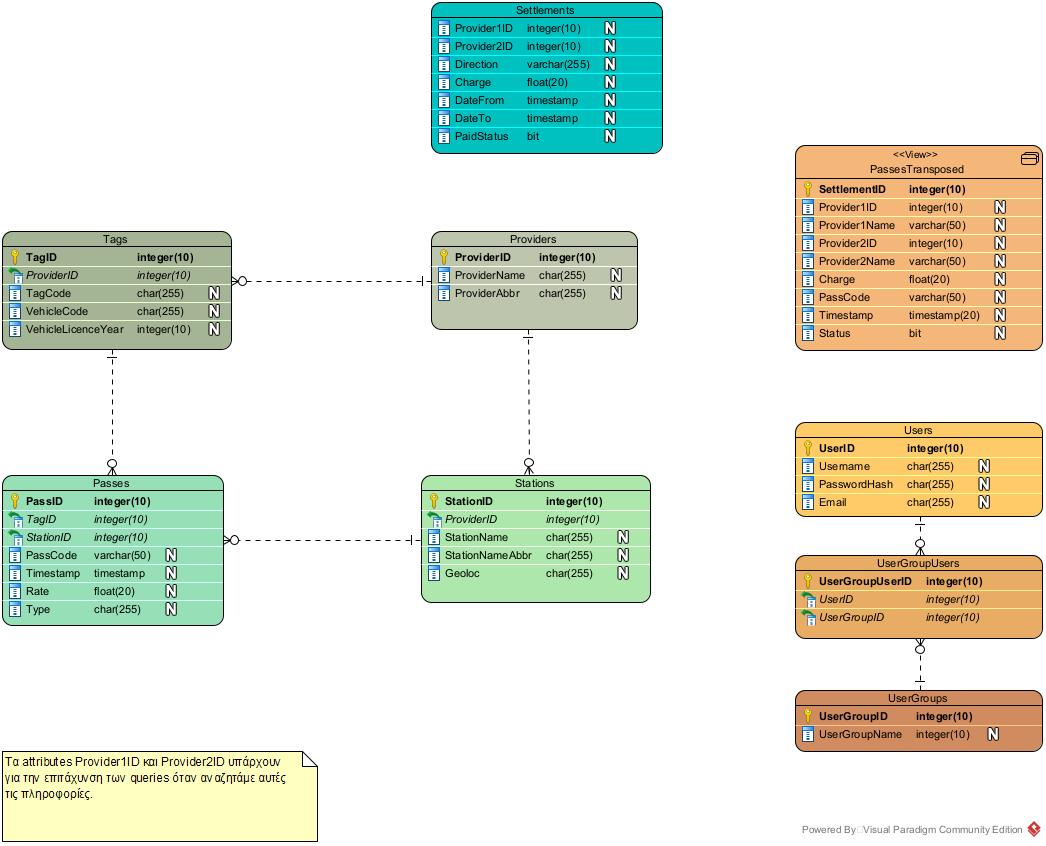 Settlements
Provider1ID integer(10) N
Provider2ID integer(10) N
Direction varchar(255) N
Charge float(20) N
DateFrom timestamp N
DateTo timestamp N
PaidStatus bit N
<<View>>
PassesTransposed
SettlementID integer(10)
Provider1ID integer(10) N
Provider1Name varchar(50) N
Provider2ID integer(10) N
Provider2Name varchar(50) N
Charge float(20) N
PassCode varchar(50) N
Timestamp timestamp(20) N
Status bit N
Tags
TagID integer(10)
ProviderID integer(10)
TagCode char(255) N
VehicleCode char(255) N
VehicleLicenceYear integer(10) N
Providers
ProviderID integer(10)
ProviderName char(255) N
ProviderAbbr char(255) N
Passes
PassID integer(10)
TagID integer(10)
StationID integer(10)
PassCode varchar(50) N
Timestamp timestamp N
Rate float(20) N
Type char(255) N
Stations
StationID integer(10)
ProviderID integer(10)
StationName char(255) N
StationNameAbbr char(255) N
Geoloc char(255) N
Users
UserID integer(10)
Username char(255) N
PasswordHash char(255) N
Email char(255) N
UserGroupUsers
UserGroupUserID integer(10)
UserID integer(10)
UserGroupID integer(10)
UserGroups
UserGroupID integer(10)
UserGroupName integer(10) N
Τα attributes Provider1ID και Provider2ID υπάρχουν
για την επιτάχυνση των queries όταν αναζητάμε αυτές
τις πληροφορίες.
Powered By Visual Paradigm Community Edition